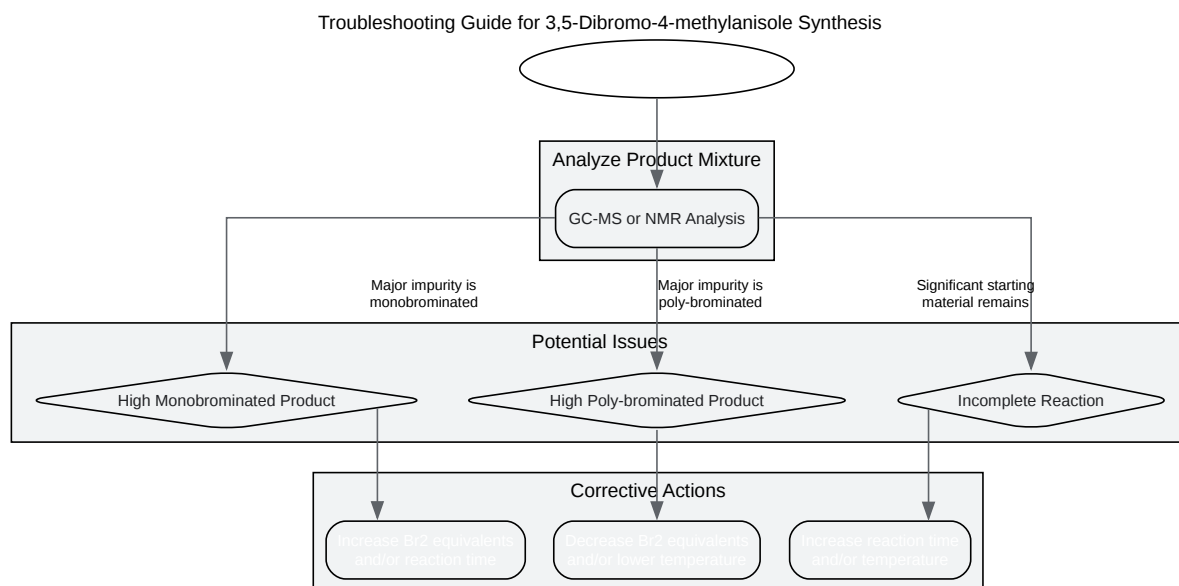 Troubleshooting Guide for 3,5-Dibromo-4-methylanisole Synthesis
Analyze Product Mixture
GC-MS or NMR Analysis
Major impurity is
monobrominated
Major impurity is
poly-brominated
Significant starting
material remains
Potential Issues
High Monobrominated Product
High Poly-brominated Product
Incomplete Reaction
Corrective Actions
Increase Br2 equivalents
and/or reaction time
Decrease Br2 equivalents
and/or lower temperature
Increase reaction time
and/or temperature